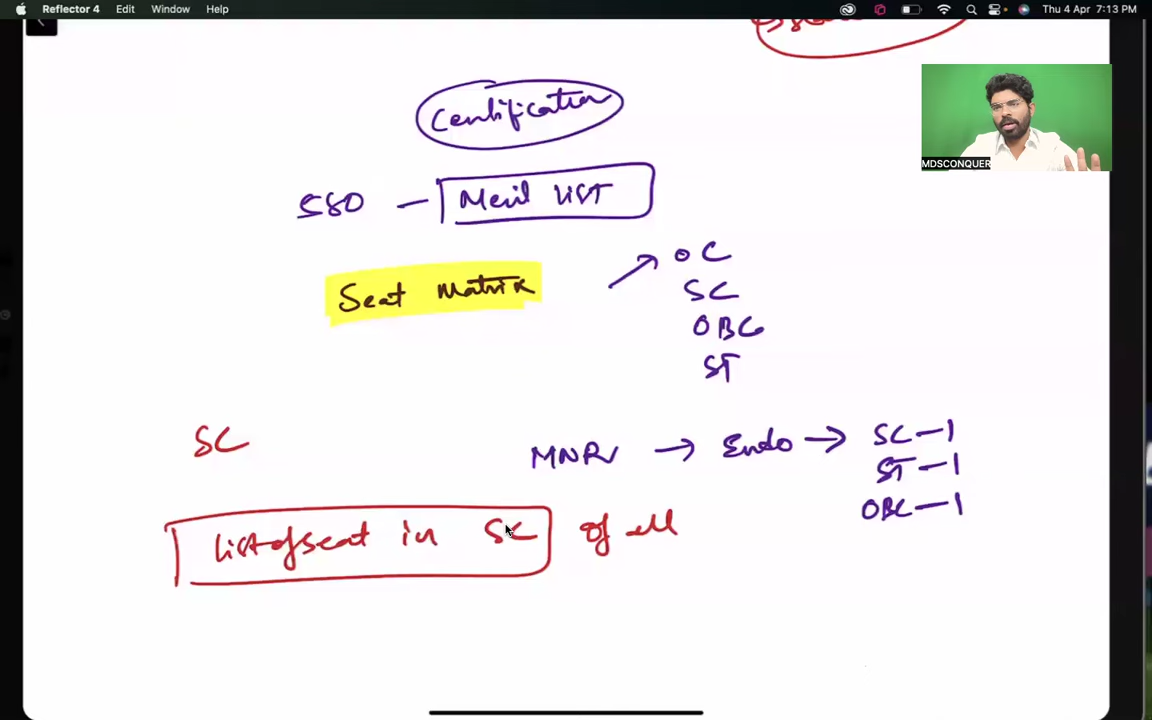 Reflector 4 Edit Window Help Thu 4 Apr 7:13 PM
Certification
MDSCONQUER
550 — Merit LIST
Seat Matrix → OC
SC
OBC
ST
SC
MNR → Endo → SC-1
ST-1
OBC-1
List of seat in SC of all